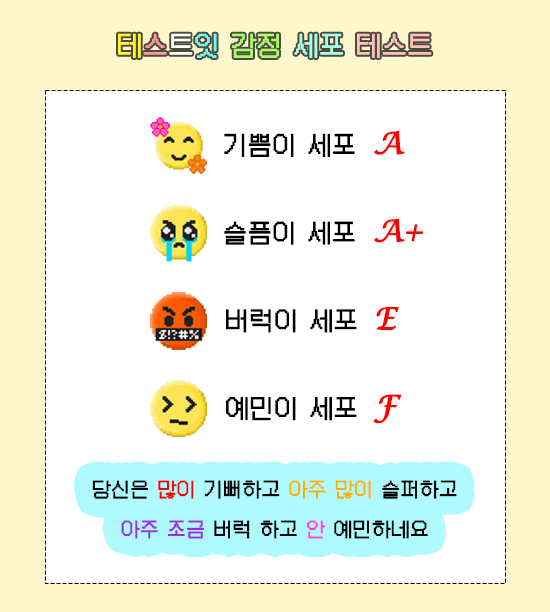 테스트잇 감정 세포 테스트
기쁨이 세포 A
슬픔이 세포 A+
버럭이 세포 E
$!?#%
예민이 세포 F
당신은 많이 기뻐하고 아주 많이 슬퍼하고
아주 조금 버럭 하고 안 예민하네요